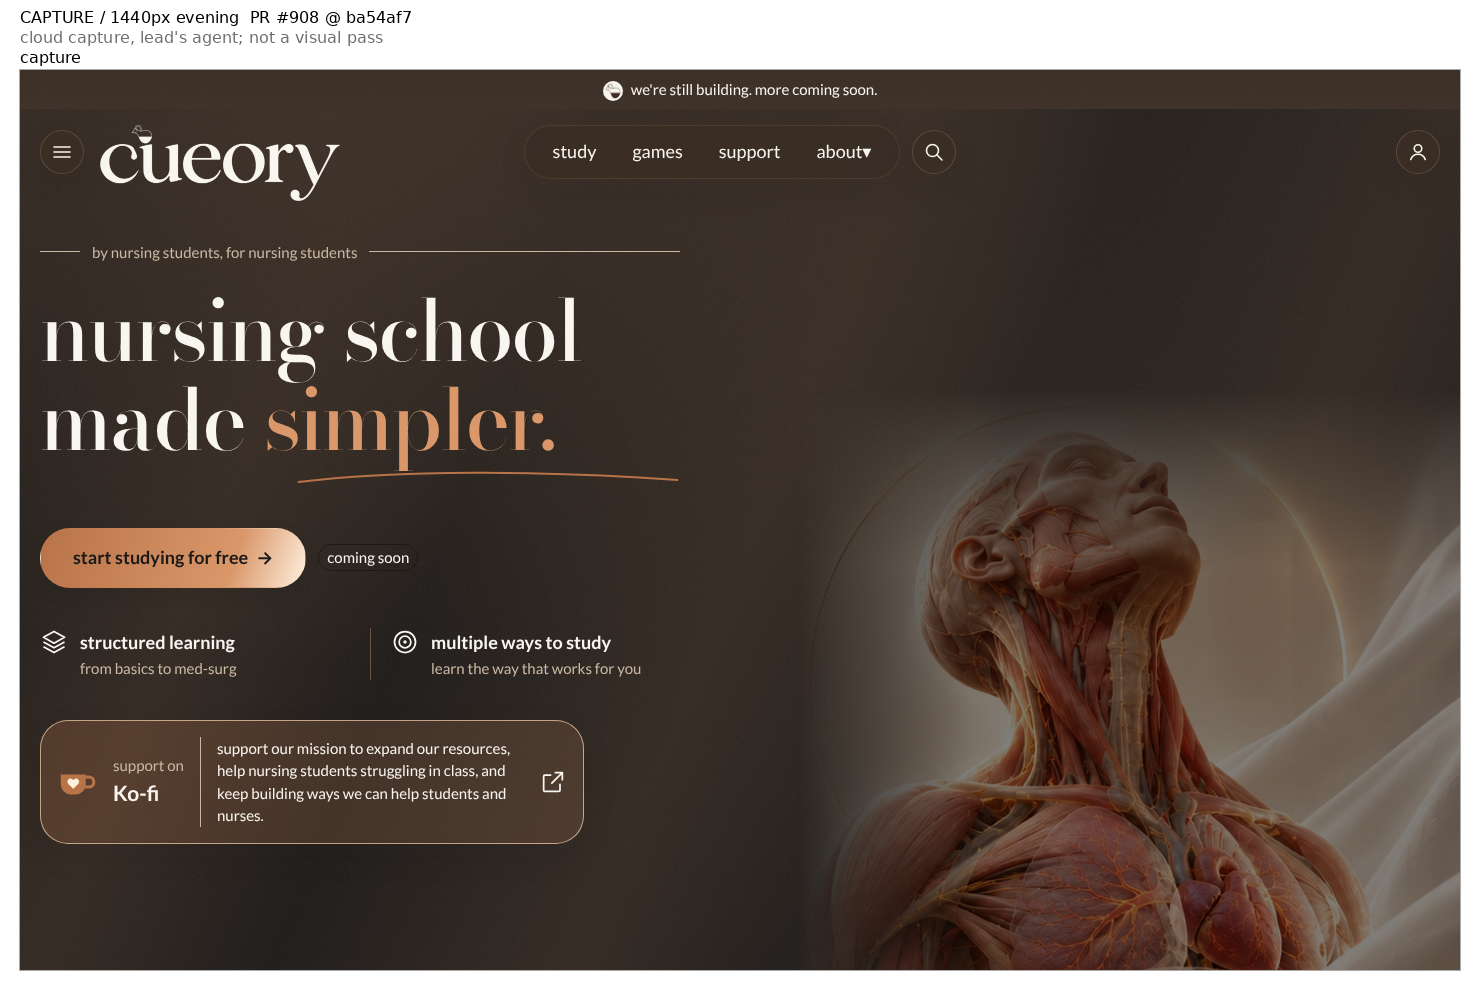 CAPTURE / 1440px evening  PR #908 @ ba54af7
cloud capture, lead's agent; not a visual pass
capture
we're still building. more coming soon.
cueory
study games support about▾
by nursing students, for nursing students
nursing school
made simpler.
start studying for free →
coming soon
structured learning
from basics to med-surg
multiple ways to study
learn the way that works for you
support on
Ko-fi
support our mission to expand our resources,
help nursing students struggling in class, and
keep building ways we can help students and
nurses.